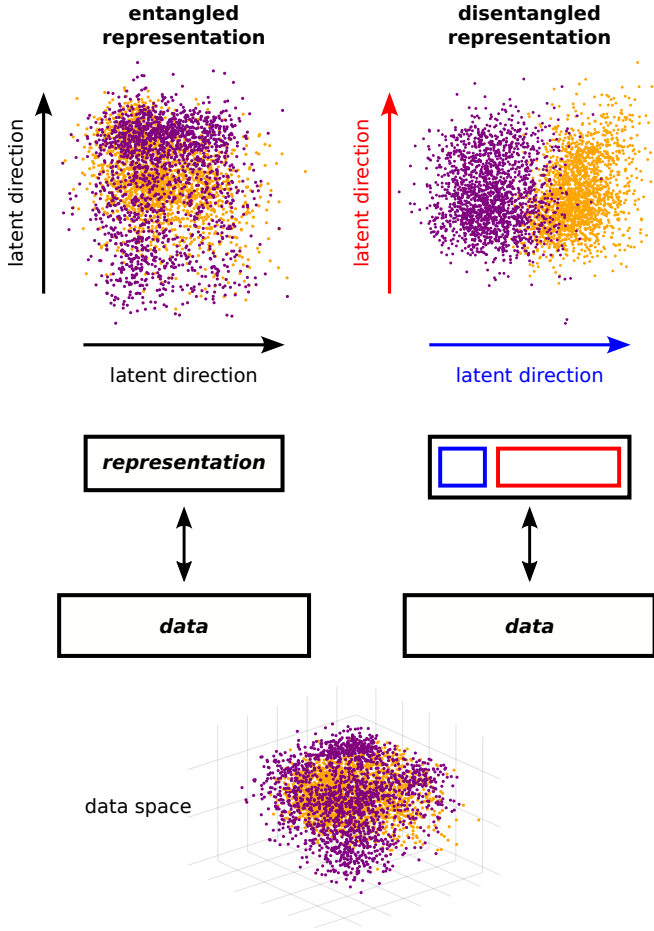 entangled
representation
disentangled
representation
latent direction
latent direction
latent direction
latent direction
representation
data
data
data space